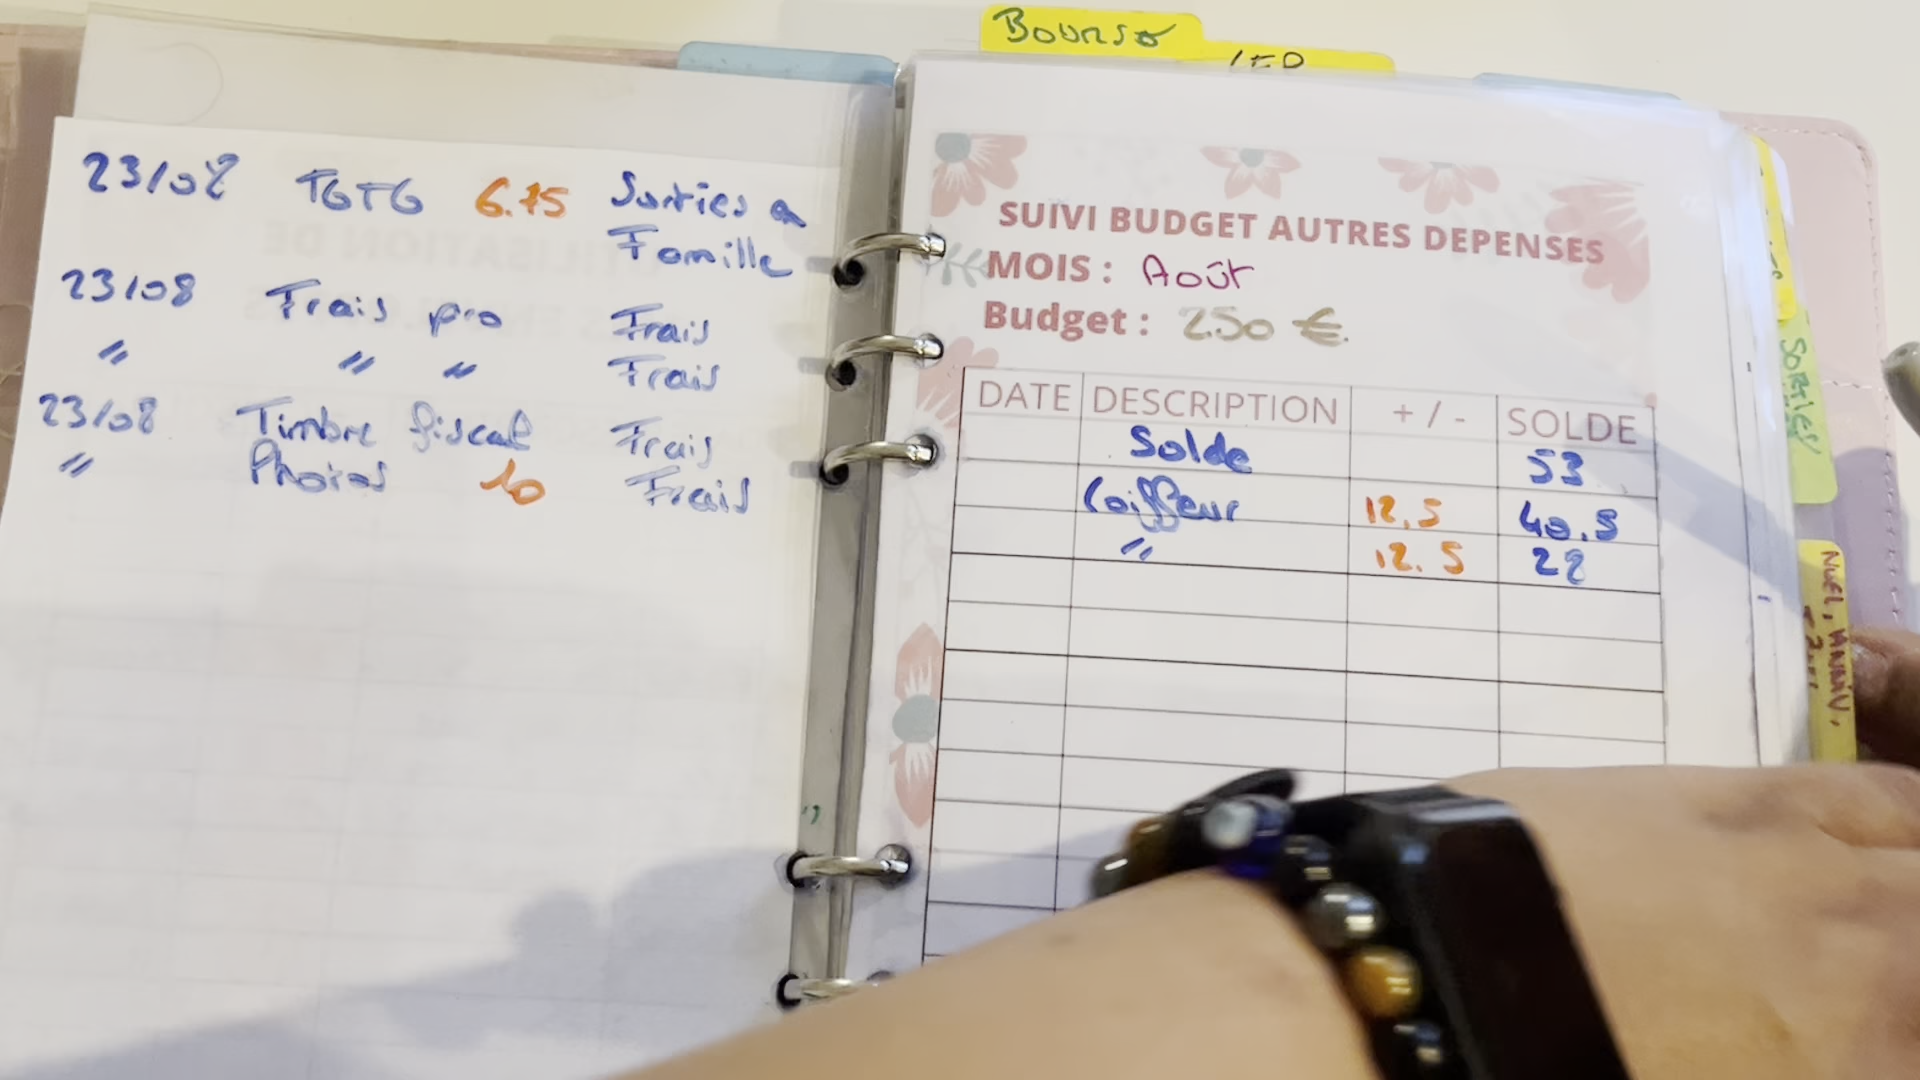 Bourso
LEP
23/08 TGTG 6.75 Sorties en
Famille
23/08 Frais pro Frais
" " " Frais
23/08 Timbre fiscal Frais
" Photos 10 Frais
SUIVI BUDGET AUTRES DEPENSES
MOIS : Août
Budget : 250 €
DATE DESCRIPTION + / - SOLDE
Solde 53
Coiffeur 12.5 40.5
" 12.5 28
SORTIES